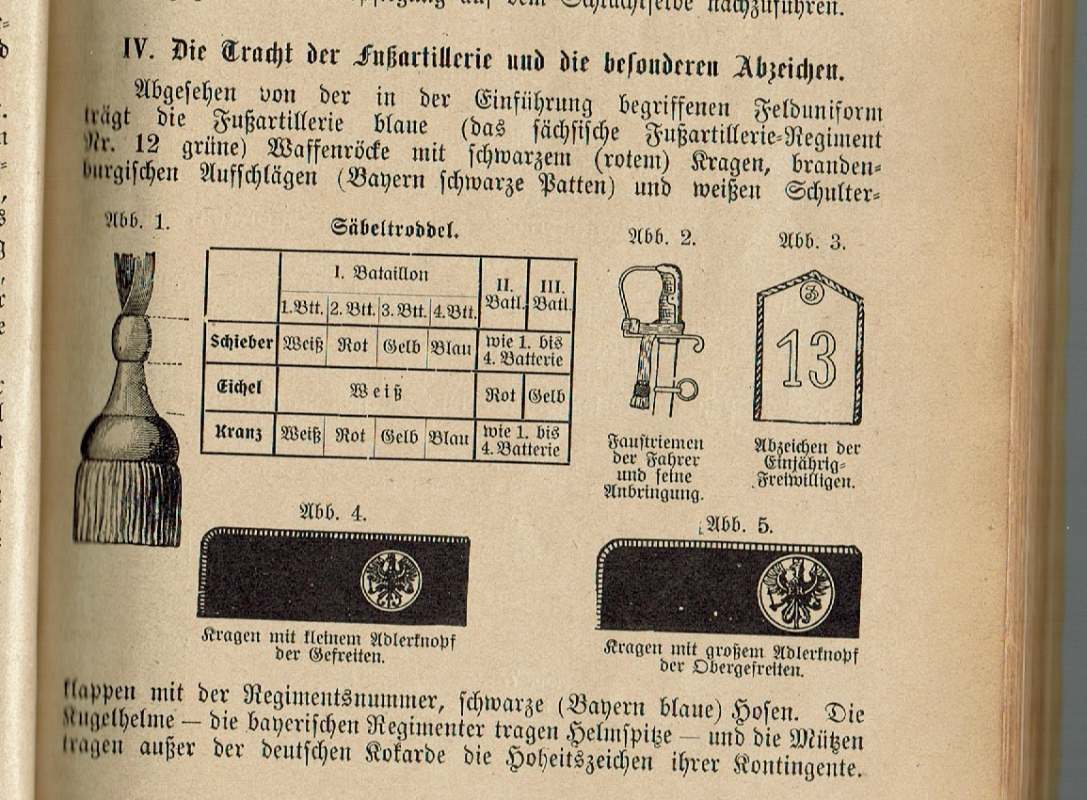 auf dem Schlachtfelde nachzuführen.
IV. Die Tracht der Fußartillerie und die besonderen Abzeichen.
Abgesehen von der in der Einführung begriffenen Felduniform
trägt die Fußartillerie blaue (das sächsische Fußartillerie-Regiment
Nr. 12 grüne) Waffenröcke mit schwarzem (rotem) Kragen, branden-
burgischen Aufschlägen (Bayern schwarze Patten) und weißen Schulter-
Abb. 1.
Säbeltroddel.
I. Bataillon
II. Batl.
III. Batl.
1. Btt. 2. Btt. 3. Btt. 4. Btt.
Schieber Weiß Rot Gelb Blau wie 1. bis 4. Batterie
Eichel Weiß Rot Gelb
Kranz Weiß Rot Gelb Blau wie 1. bis 4. Batterie
Abb. 2.
Faustriemen
der Fahrer
und seine
Anbringung.
Abb. 3.
13
Abzeichen der
Einjährig-
Freiwilligen.
Abb. 4.
Kragen mit kleinem Adlerknopf
der Gefreiten.
Abb. 5.
Kragen mit großem Adlerknopf
der Obergefreiten.
klappen mit der Regimentsnummer, schwarze (Bayern blaue) Hosen. Die
Kugelhelme — die bayerischen Regimenter tragen Helmspitze — und die Mützen
tragen außer der deutschen Kokarde die Hoheitszeichen ihrer Kontingente.